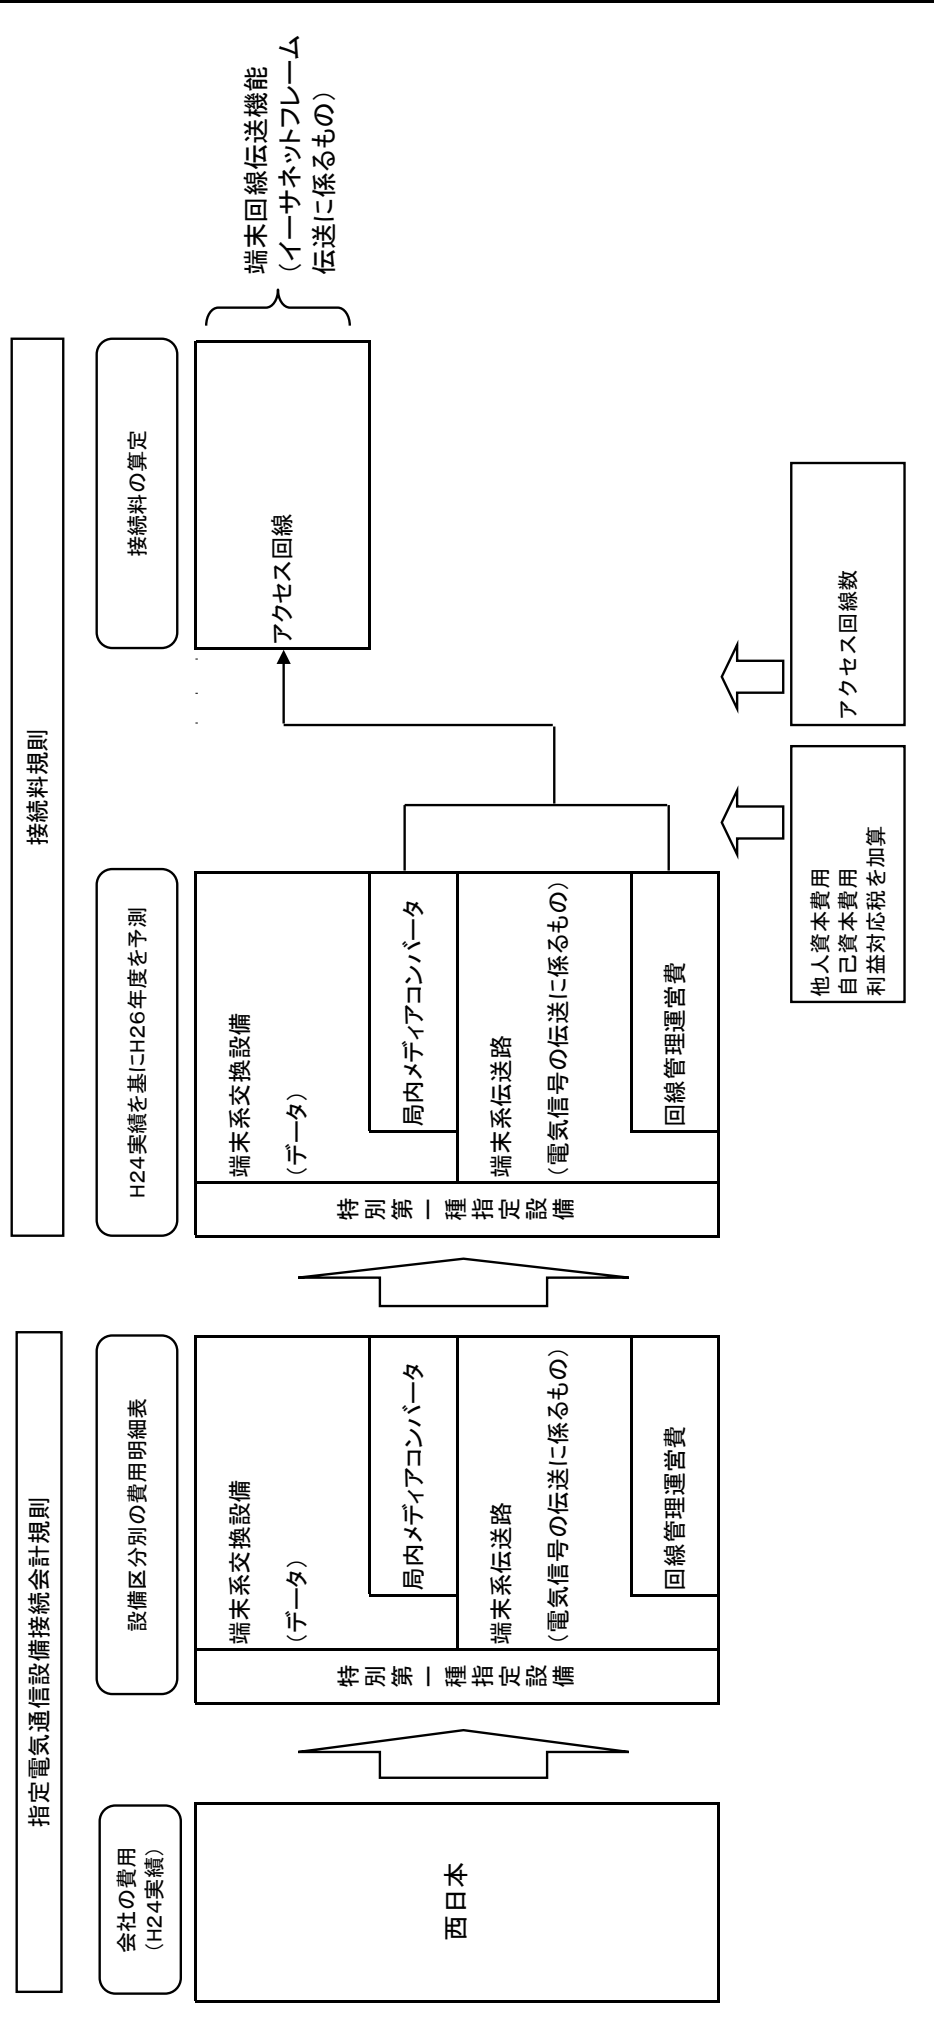 指定電気通信設備接続会計規則
接続料規則
会社の費用
（H24実績）
設備区分別の費用明細表
H24実績を基にH26年度を予測
接続料の算定
西日本
特別第一種指定設備
端末系交換設備
（データ）
局内メディアコンバータ
端末系伝送路
（電気信号の伝送に係るもの）
回線管理運営費
特別第一種指定設備
端末系交換設備
（データ）
局内メディアコンバータ
端末系伝送路
（電気信号の伝送に係るもの）
回線管理運営費
アクセス回線
端末回線伝送機能
（イーサネットフレーム
伝送に係るもの）
他人資本費用
自己資本費用
利益対応税を加算
アクセス回線数